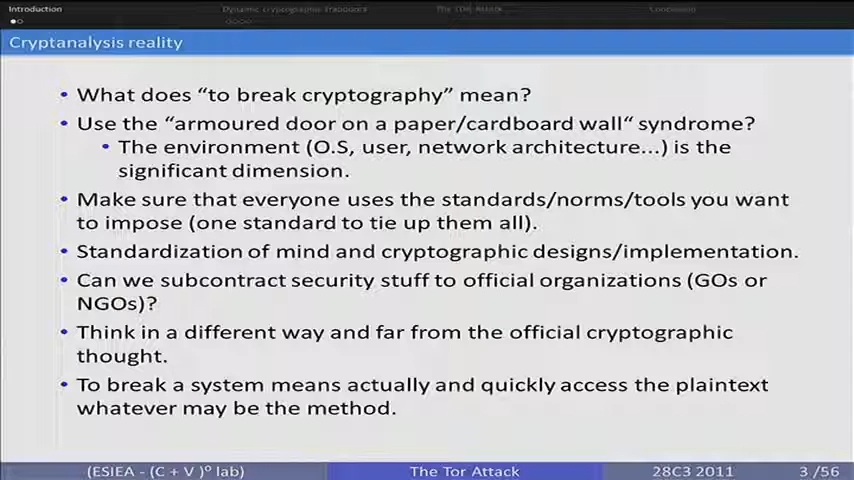 Introduction Dynamic cryptographic trapdoors The TOR Attack Conclusion
Cryptanalysis reality
• What does “to break cryptography” mean?
• Use the “armoured door on a paper/cardboard wall“ syndrome?
• The environment (O.S, user, network architecture...) is the
significant dimension.
• Make sure that everyone uses the standards/norms/tools you want
to impose (one standard to tie up them all).
• Standardization of mind and cryptographic designs/implementation.
• Can we subcontract security stuff to official organizations (GOs or
NGOs)?
• Think in a different way and far from the official cryptographic
thought.
• To break a system means actually and quickly access the plaintext
whatever may be the method.
(ESIEA - (C + V )º lab) The Tor Attack 28C3 2011 3 /56